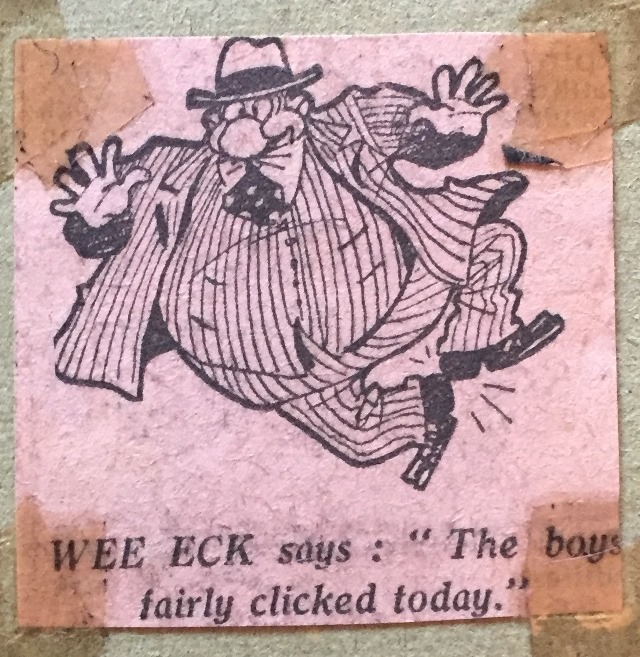 WEE ECK says : " The boys
fairly clicked today."